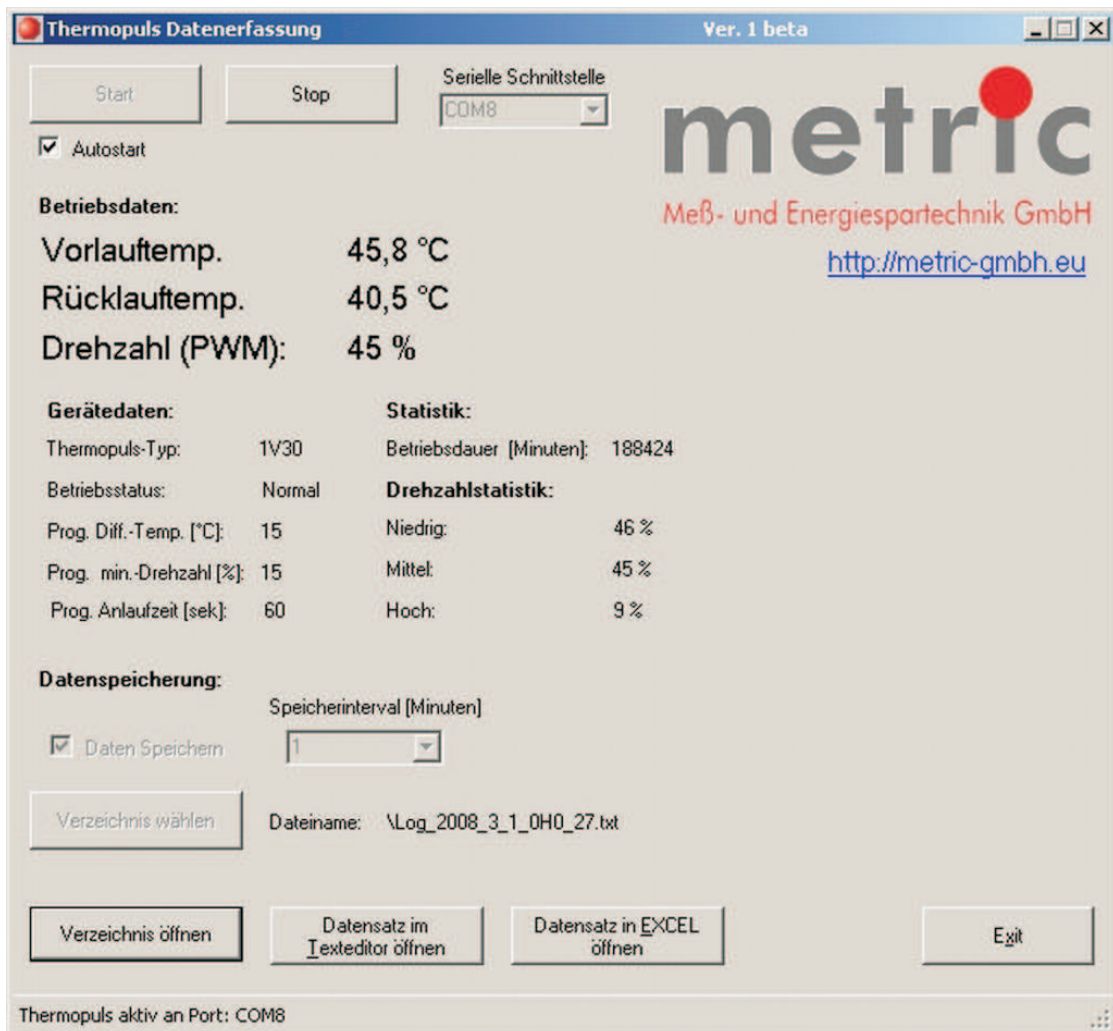 Thermopuls Datenerfassung Ver. 1 beta
Start
Stop
Serielle Schnittstelle
COM8
Autostart
metric
Meß- und Energiespartechnik GmbH
http://metric-gmbh.eu
Betriebsdaten:
Vorlauftemp. 45,8 °C
Rücklauftemp. 40,5 °C
Drehzahl (PWM): 45 %
Gerätedaten:
Thermopuls-Typ: 1V30
Betriebsstatus: Normal
Prog. Diff.-Temp. [°C]: 15
Prog. min.-Drehzahl [%]: 15
Prog. Anlaufzeit [sek]: 60
Statistik:
Betriebsdauer [Minuten]: 188424
Drehzahlstatistik:
Niedrig: 46 %
Mittel: 45 %
Hoch: 9 %
Datenspeicherung:
Speicherinterval [Minuten]
Daten Speichern
1
Verzeichnis wählen
Dateiname: \Log_2008_3_1_0H0_27.txt
Verzeichnis öffnen
Datensatz im
Texteditor öffnen
Datensatz in EXCEL
öffnen
Exit
Thermopuls aktiv an Port: COM8